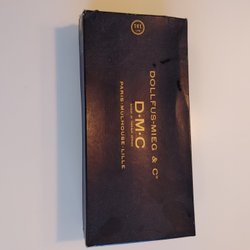 DOLLFUS-MIEG & Cie
D·M·C
PARIS-MULHOUSE-LILLE